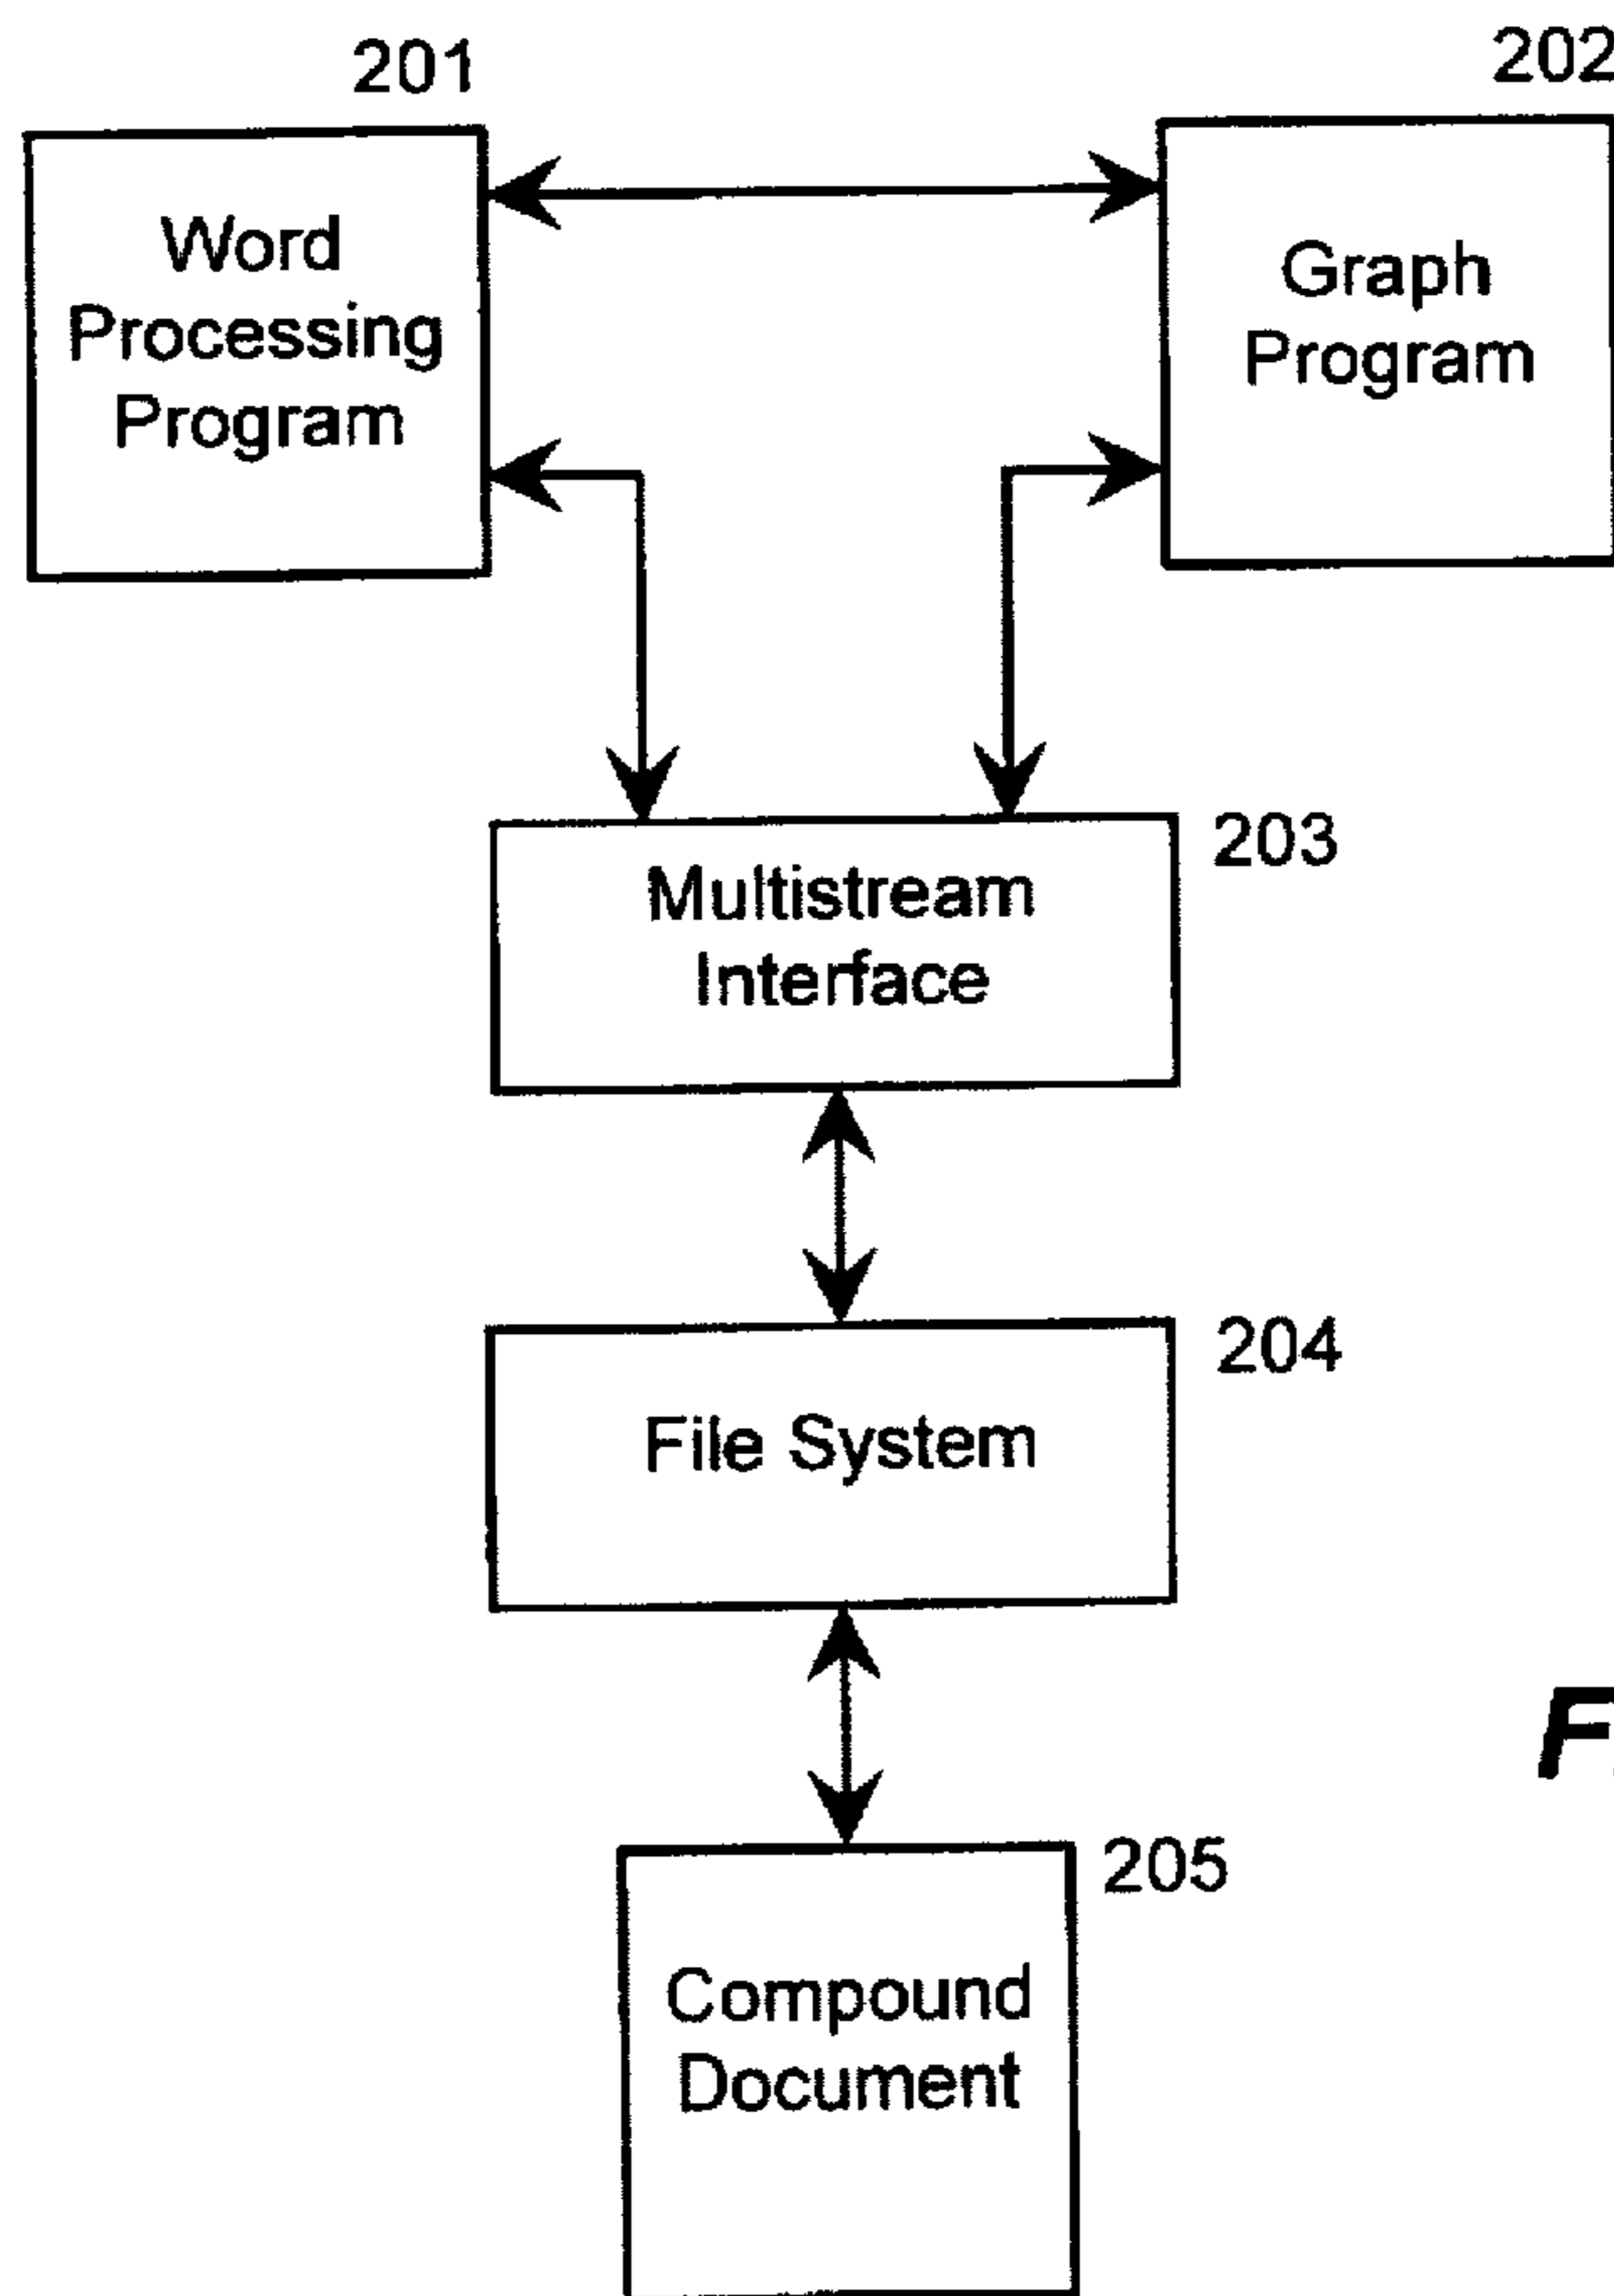 201
202
Word
Processing
Program
Graph
Program
203
Multistream
Interface
204
File System
205
Compound
Document